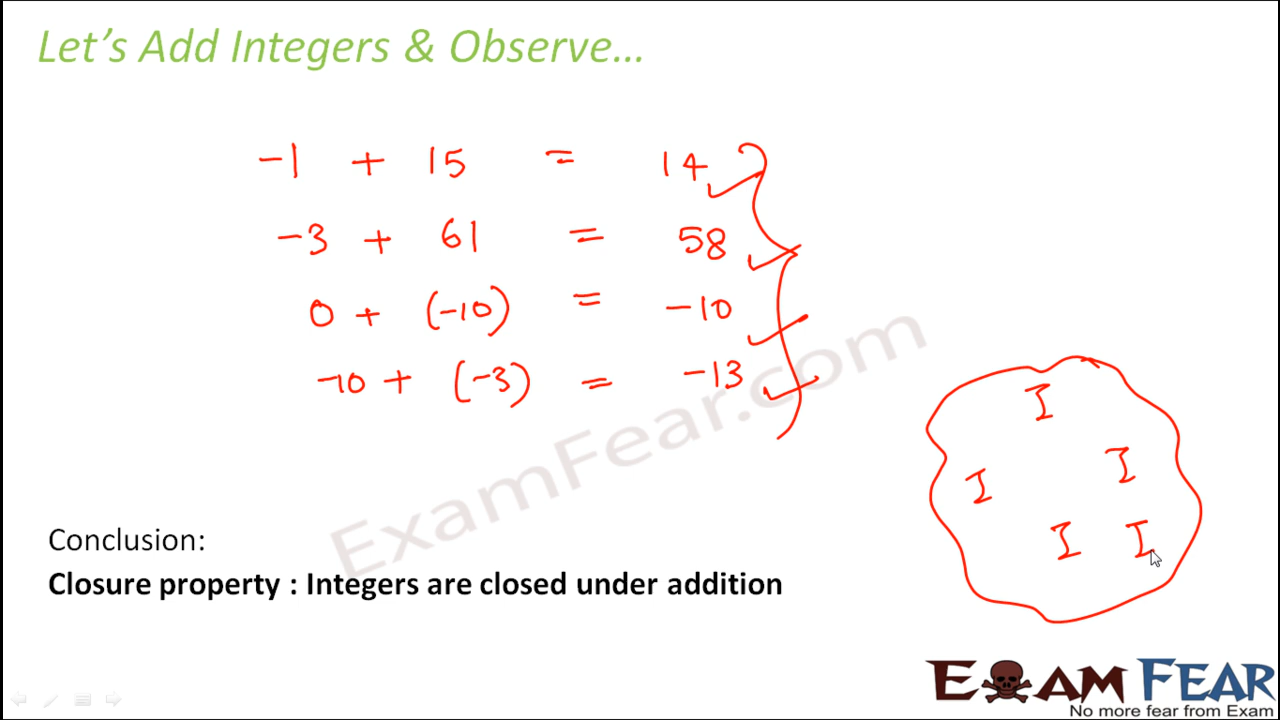 Let's Add Integers & Observe...
-1 + 15 = 14
-3 + 61 = 58
0 + (-10) = -10
-10 + (-3) = -13
ExamFear.com
I
I
I
I I
Conclusion:
Closure property : Integers are closed under addition
EXAM FEAR
No more fear from Exam